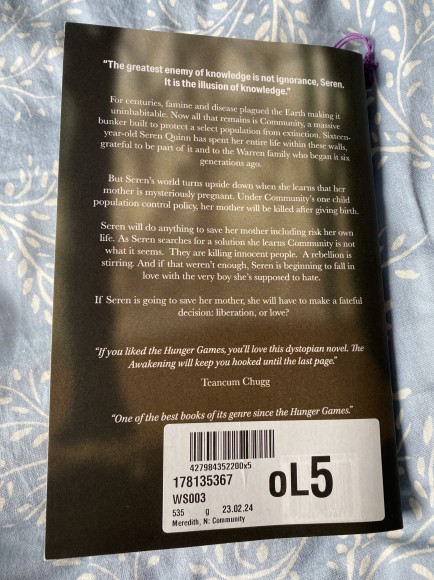 "The greatest enemy of knowledge is not ignorance, Seren.
It is the illusion of knowledge."
For centuries, famine and disease plagued the Earth making it
uninhabitable. Now all that remains is Community, a massive
bunker built to protect a select population from extinction. Sixteen-
year-old Seren Quinn has spent her entire life within these walls,
grateful to be part of it and to the Warren family who began it six
generations ago.
But Seren's world turns upside down when she learns that her
mother is mysteriously pregnant. Under Community's one child
population control policy, her mother will be killed after giving birth.
Seren will do anything to save her mother including risk her own
life. As Seren searches for a solution she learns Community is not
what it seems. They are killing innocent people. A rebellion is
stirring. And if that weren't enough, Seren is beginning to fall in
love with the very boy she's supposed to hate.
If Seren is going to save her mother, she will have to make a fateful
decision: liberation, or love?
"If you liked the Hunger Games, you'll love this dystopian novel. The
Awakening will keep you hooked until the last page."
Teancum Chugg
"One of the best books of its genre since the Hunger Games."
427984352200x5
178135367
WS003
oL5
535 g 23.02.24
Meredith, N: Community